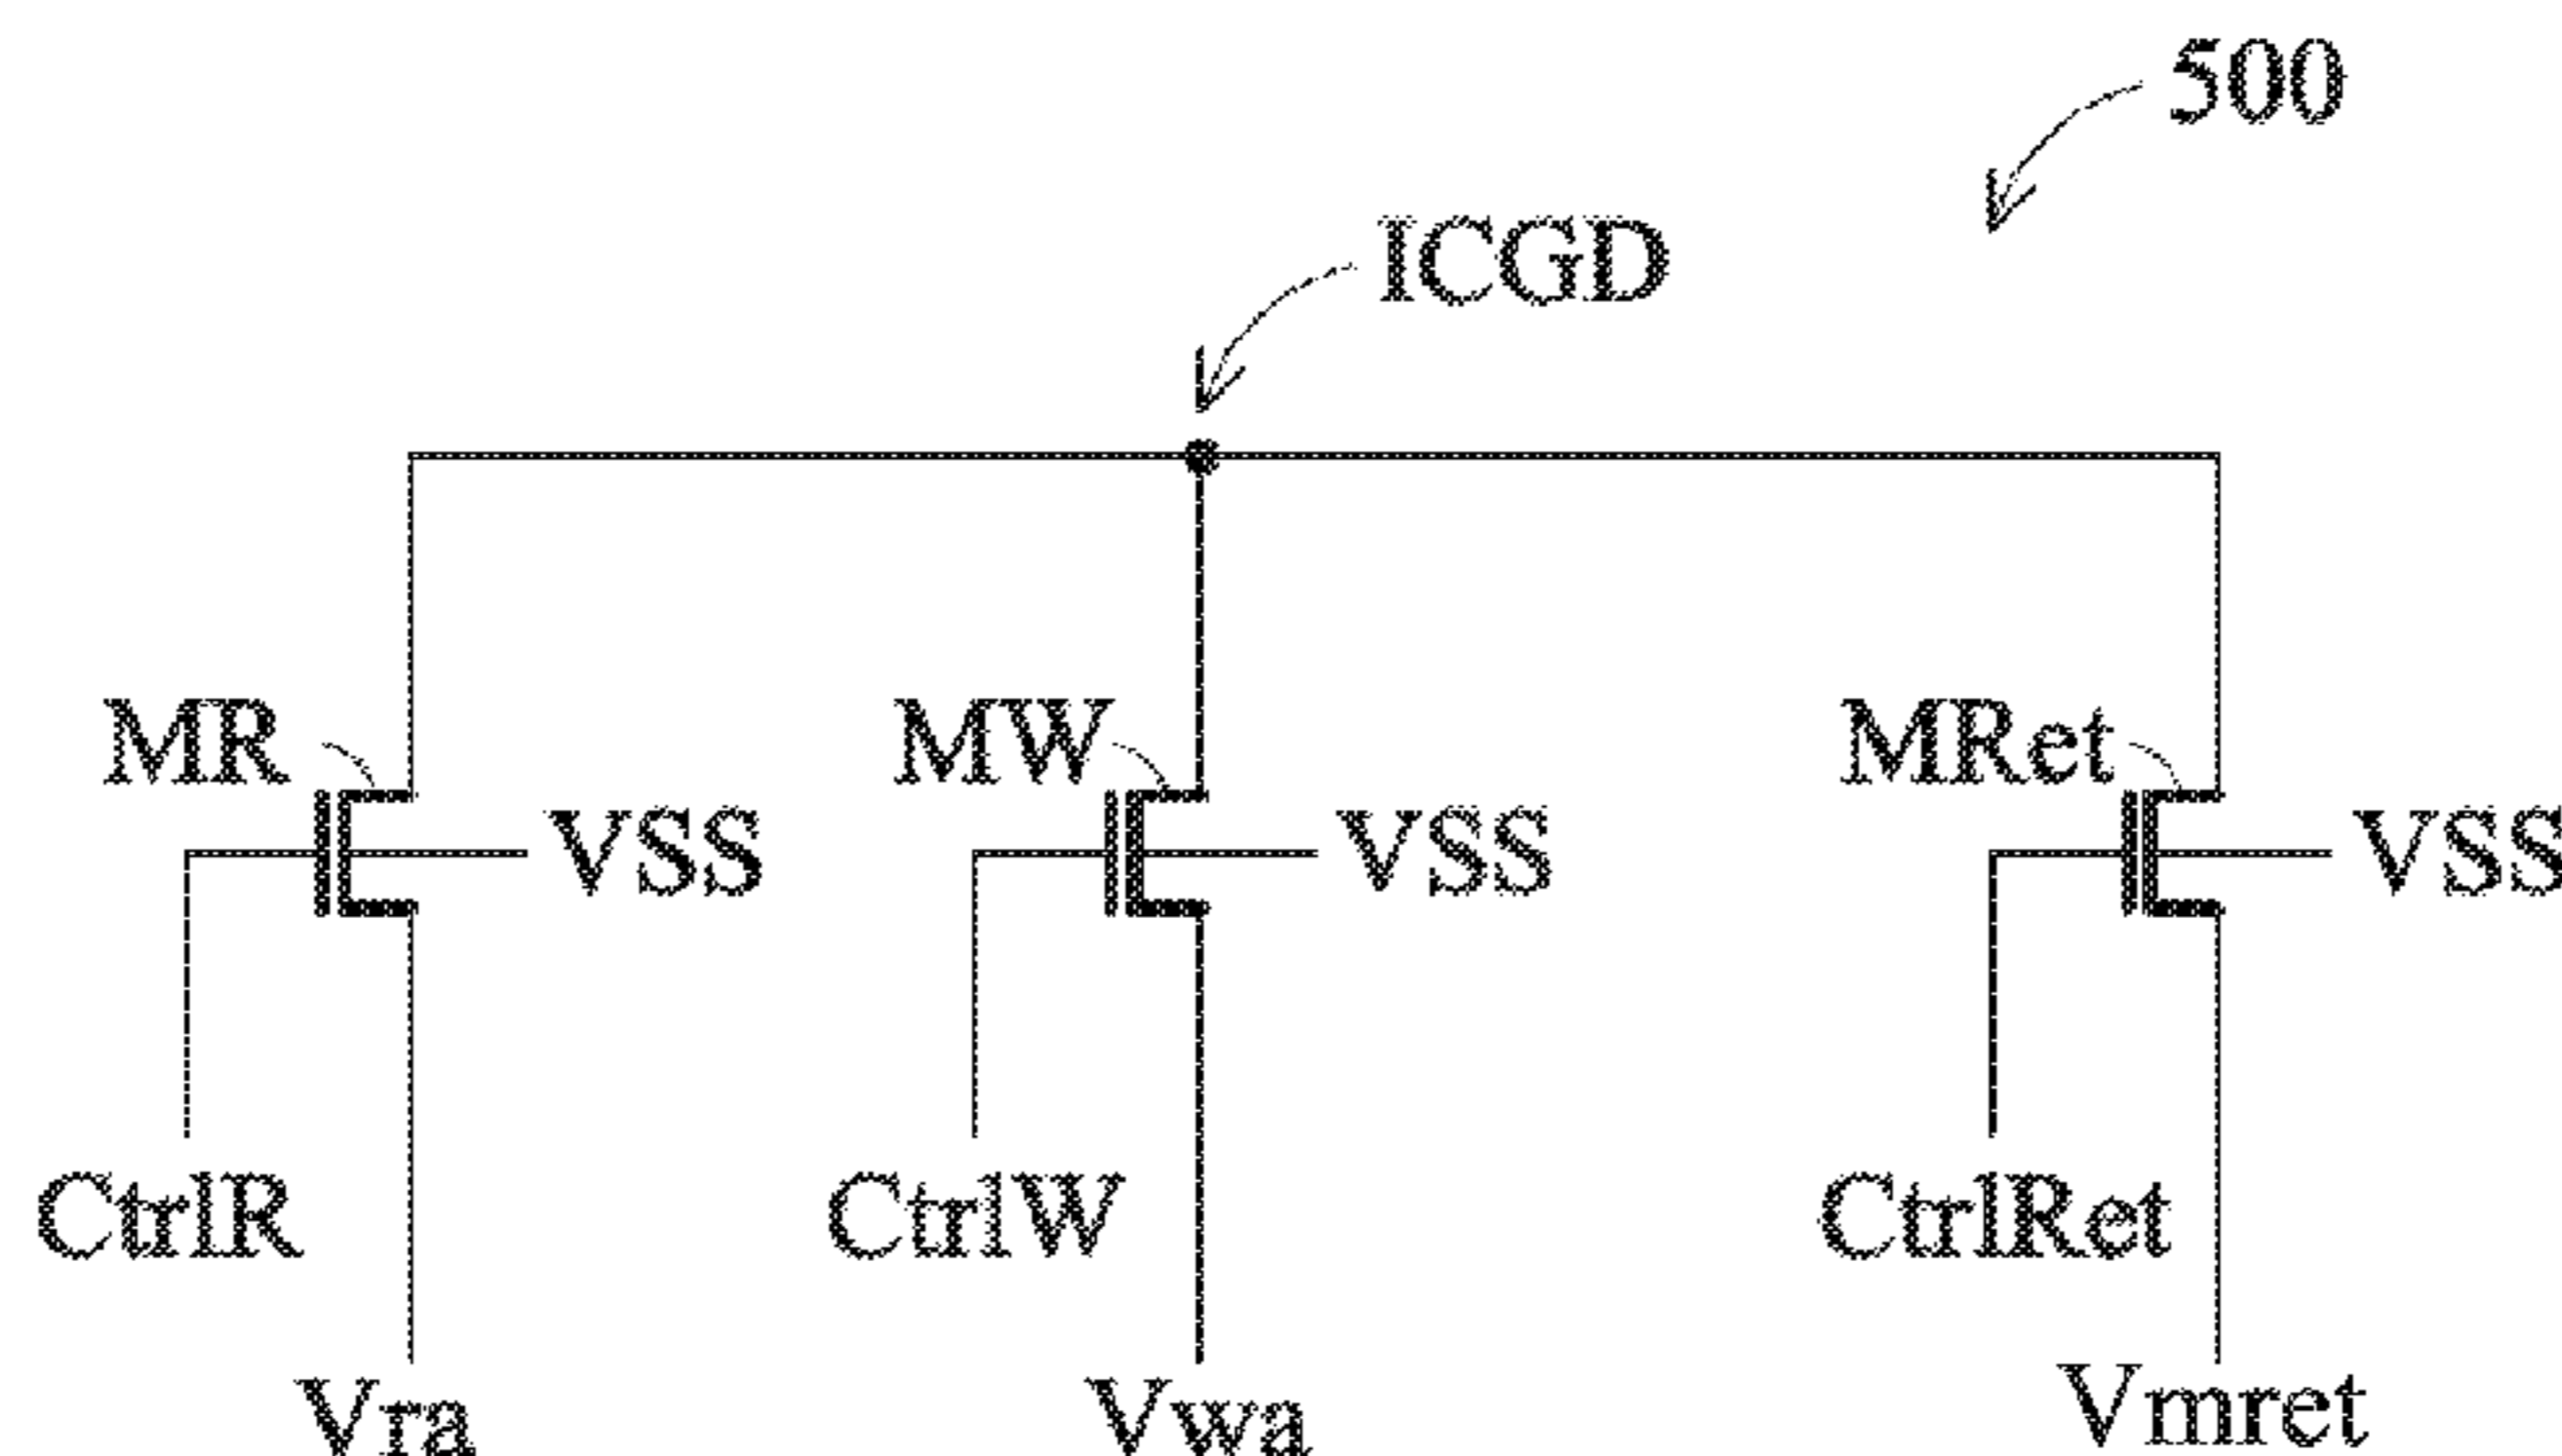 500
ICGD
MR
MW
MRet
VSS
VSS
VSS
CtrlR
CtrlW
CtrlRet
Vra
Vwa
Vmret